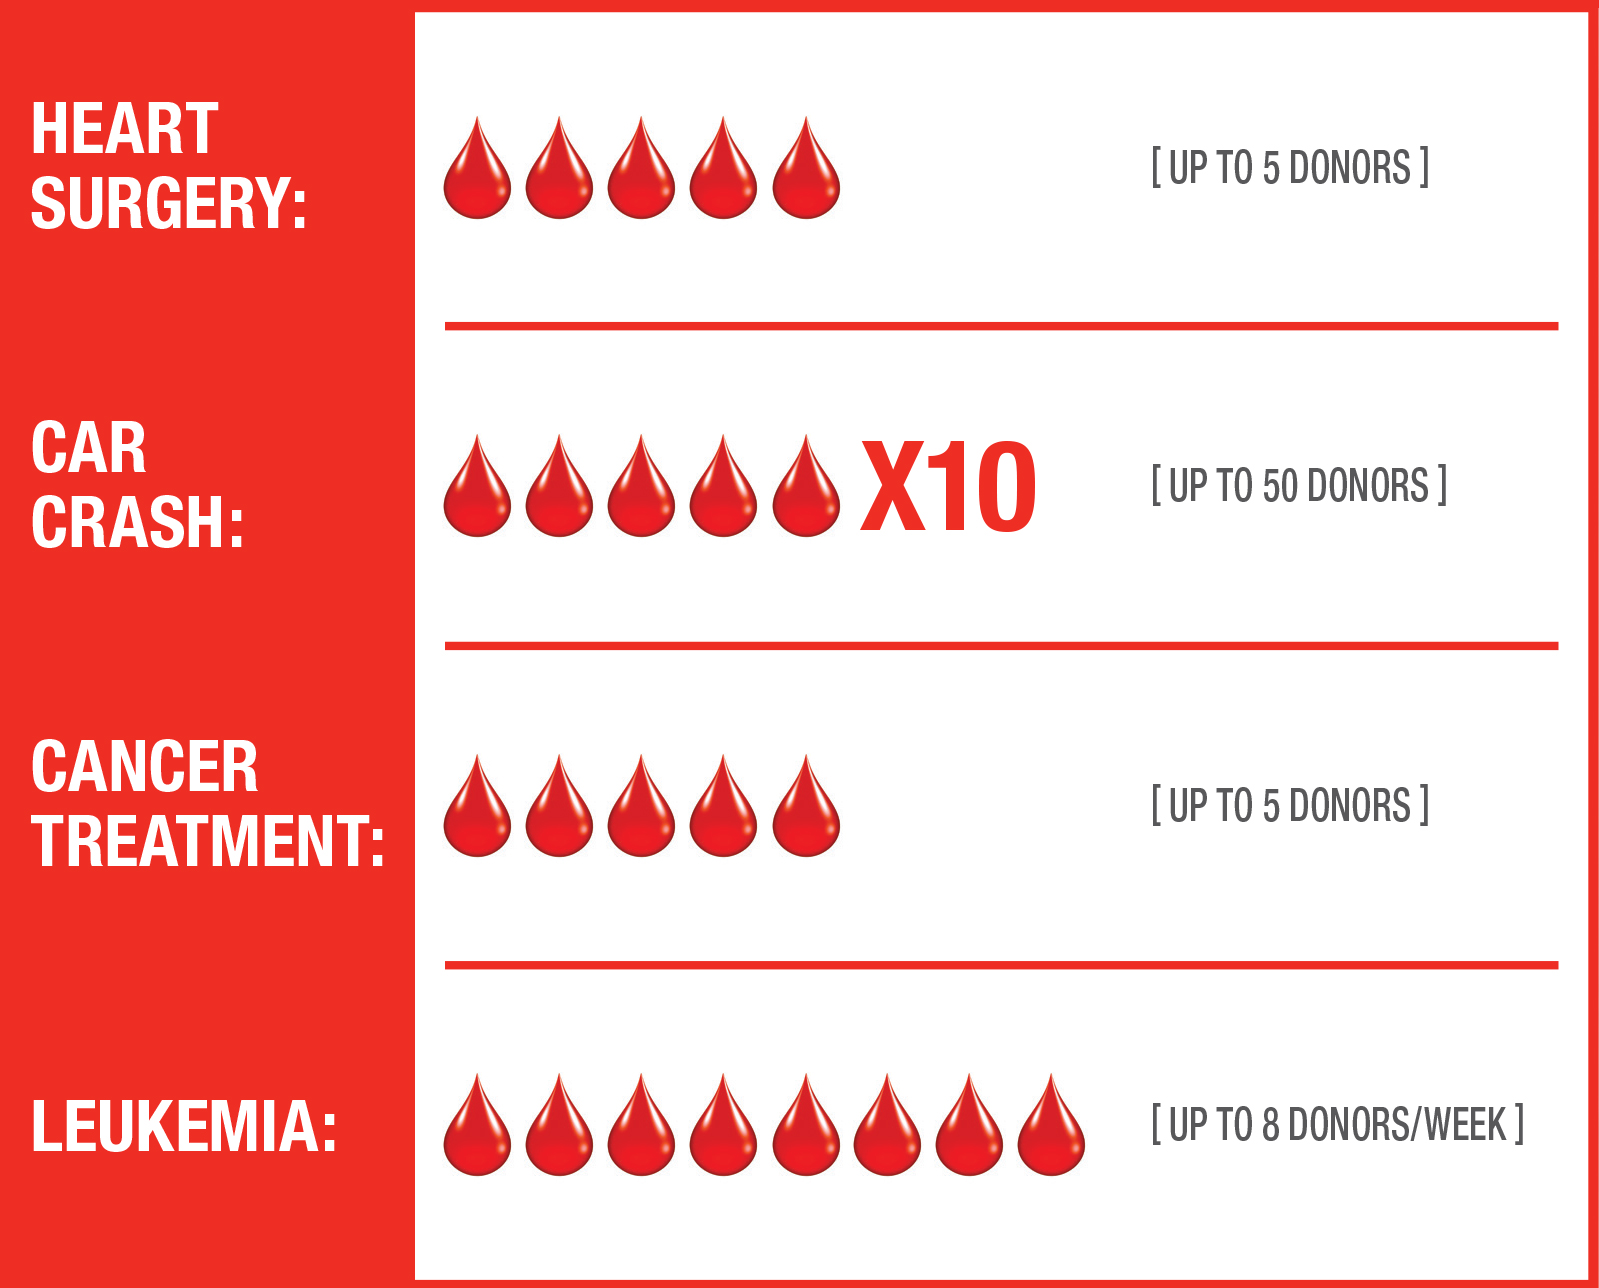 HEART
SURGERY:
[ UP TO 5 DONORS ]
CAR
CRASH:
X10
[ UP TO 50 DONORS ]
CANCER
TREATMENT:
[ UP TO 5 DONORS ]
LEUKEMIA:
[ UP TO 8 DONORS/WEEK ]